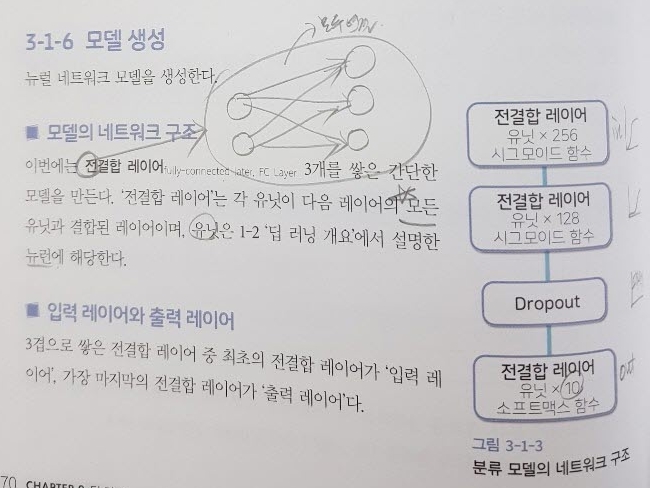 3-1-6 모델 생성
뉴럴 네트워크 모델을 생성한다.
■ 모델의 네트워크 구조
이번에는 전결합 레이어fully-connected later, FC Layer 3개를 쌓은 간단한
모델을 만든다. '전결합 레이어'는 각 유닛이 다음 레이어의 모든
유닛과 결합된 레이어이며, 유닛은 1-2 '딥 러닝 개요'에서 설명한
뉴런에 해당한다.
■ 입력 레이어와 출력 레이어
3겹으로 쌓은 전결합 레이어 중 최초의 전결합 레이어가 '입력 레
이어', 가장 마지막의 전결합 레이어가 '출력 레이어'다.
전결합 레이어
유닛 × 256
시그모이드 함수
전결합 레이어
유닛 × 128
시그모이드 함수
Dropout
전결합 레이어
유닛 × 10
소프트맥스 함수
out
그림 3-1-3
분류 모델의 네트워크 구조
70 CHAPTER